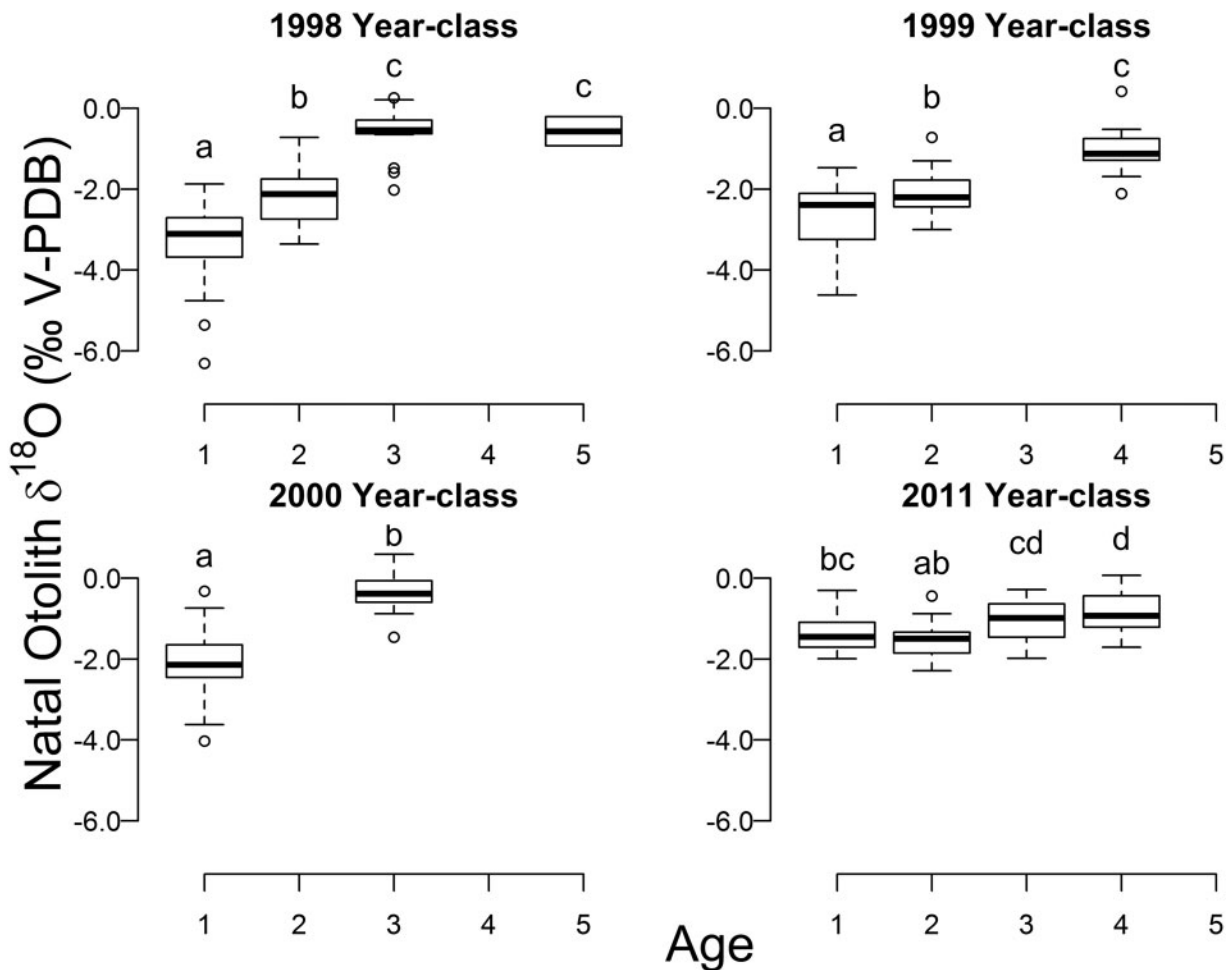 1998 Year-class
1999 Year-class
Natal Otolith δ¹⁸O (‰ V-PDB)
a
b
c
c
0.0
-2.0
-4.0
-6.0
1 2 3 4 5
a
b
c
0.0
-2.0
-4.0
-6.0
1 2 3 4 5
2000 Year-class
2011 Year-class
a
b
0.0
-2.0
-4.0
-6.0
1 2 3 4 5
bc
ab
cd
d
0.0
-2.0
-4.0
-6.0
1 2 3 4 5
Age